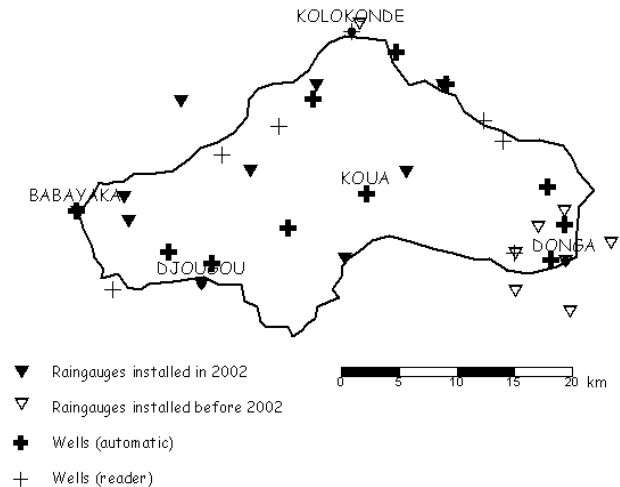 KOLOKONDE
KOUA
BABAYAKA
DONGA
DJOUGOU
Raingauges installed in 2002
Raingauges installed before 2002
Wells (automatic)
Wells (reader)
0 5 10 15 20 km